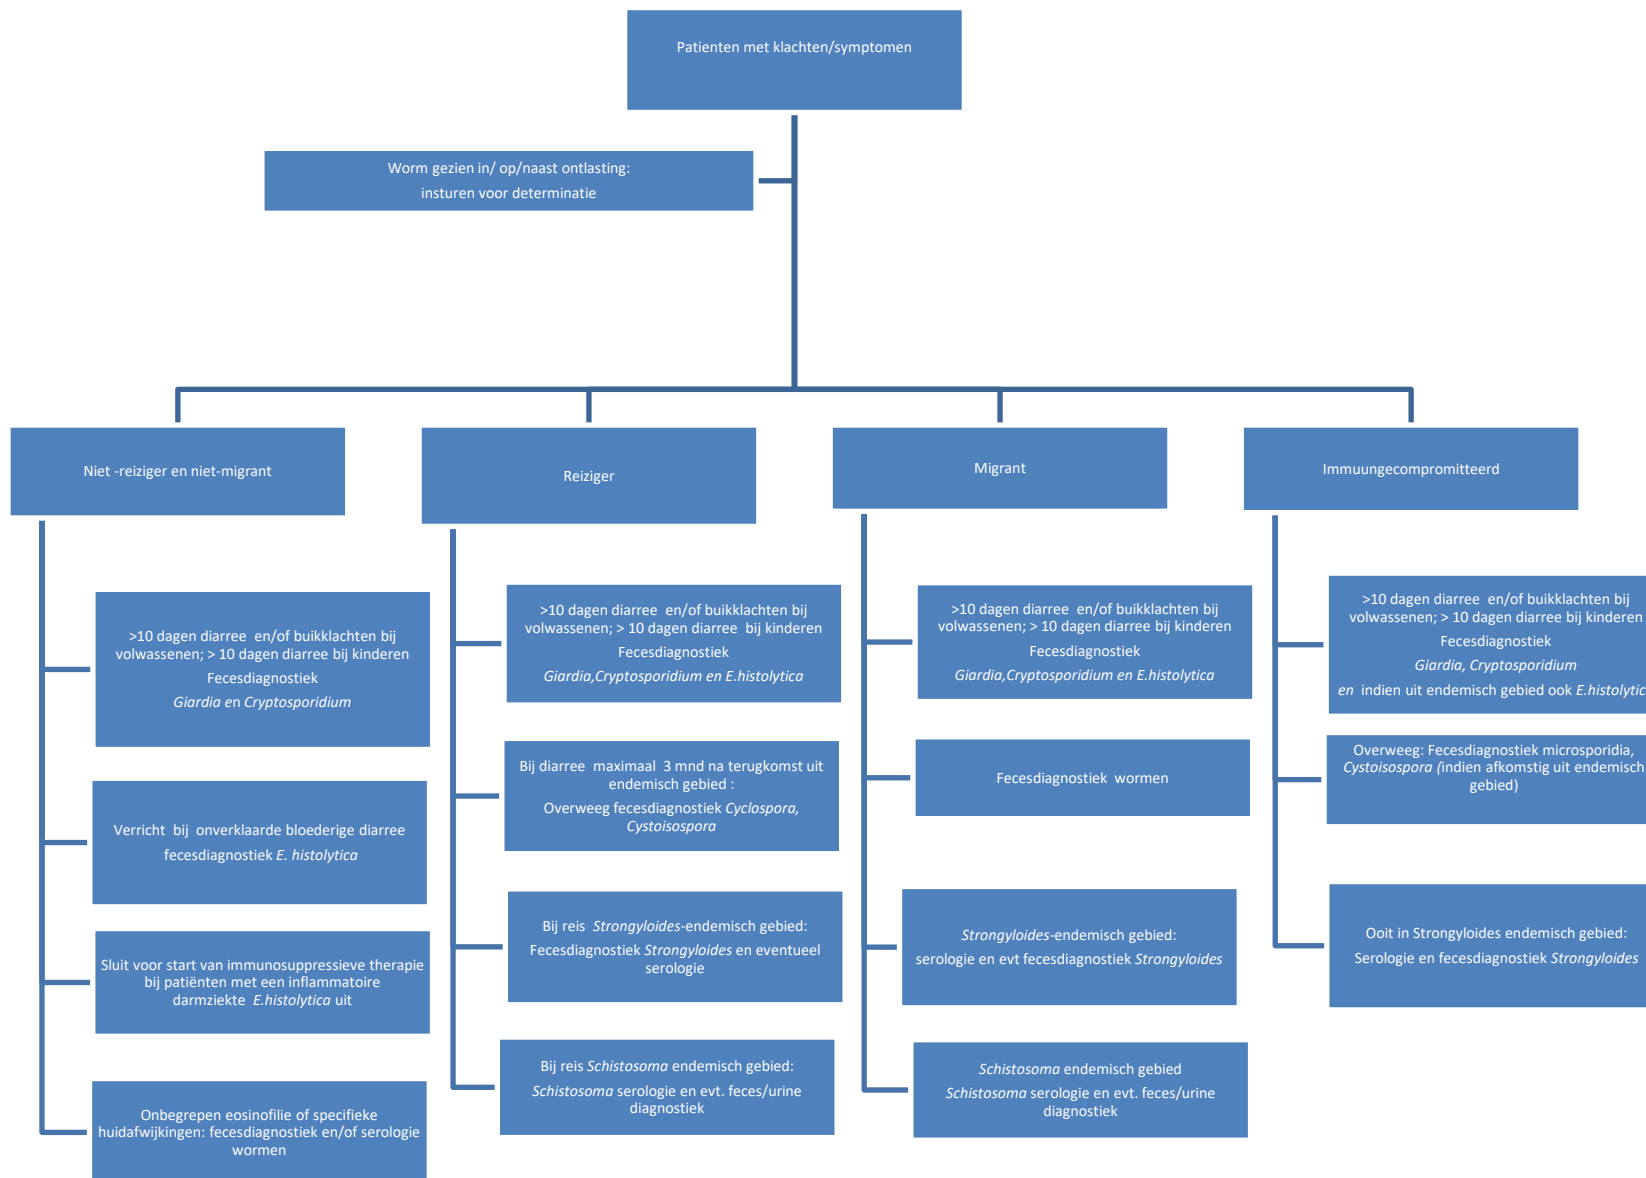 Patienten met klachten/symptomen
Worm gezien in/ op/naast ontlasting:
insturen voor determinatie
Niet -reiziger en niet-migrant
>10 dagen diarree en/of buikklachten bij
volwassenen; > 10 dagen diarree bij kinderen
Fecesdiagnostiek
Giardia en Cryptosporidium
Verricht bij onverklaarde bloederige diarree
fecesdiagnostiek E. histolytica
Sluit voor start van immunosuppressieve therapie
bij patiënten met een inflammatoire
darmziekte E.histolytica uit
Onbegrepen eosinofilie of specifieke
huidafwijkingen: fecesdiagnostiek en/of serologie
wormen
Reiziger
>10 dagen diarree en/of buikklachten bij
volwassenen; > 10 dagen diarree bij kinderen
Fecesdiagnostiek
Giardia,Cryptosporidium en E.histolytica
Bij diarree maximaal 3 mnd na terugkomst uit
endemisch gebied :
Overweeg fecesdiagnostiek Cyclospora,
Cystoisospora
Bij reis Strongyloides-endemisch gebied:
Fecesdiagnostiek Strongyloides en eventueel
serologie
Bij reis Schistosoma endemisch gebied:
Schistosoma serologie en evt. feces/urine
diagnostiek
Migrant
>10 dagen diarree en/of buikklachten bij
volwassenen; > 10 dagen diarree bij kinderen
Fecesdiagnostiek
Giardia,Cryptosporidium en E.histolytica
Fecesdiagnostiek wormen
Strongyloides-endemisch gebied:
serologie en evt fecesdiagnostiek Strongyloides
Schistosoma endemisch gebied
Schistosoma serologie en evt. feces/urine
diagnostiek
Immuungecompromitteerd
>10 dagen diarree en/of buikklachten bij
volwassenen; > 10 dagen diarree bij kinderen
Fecesdiagnostiek
Giardia, Cryptosporidium
en indien uit endemisch gebied ook E.histolytic
Overweeg: Fecesdiagnostiek microsporidia,
Cystoisospora (indien afkomstig uit endemisch
gebied)
Ooit in Strongyloides endemisch gebied:
Serologie en fecesdiagnostiek Strongyloides